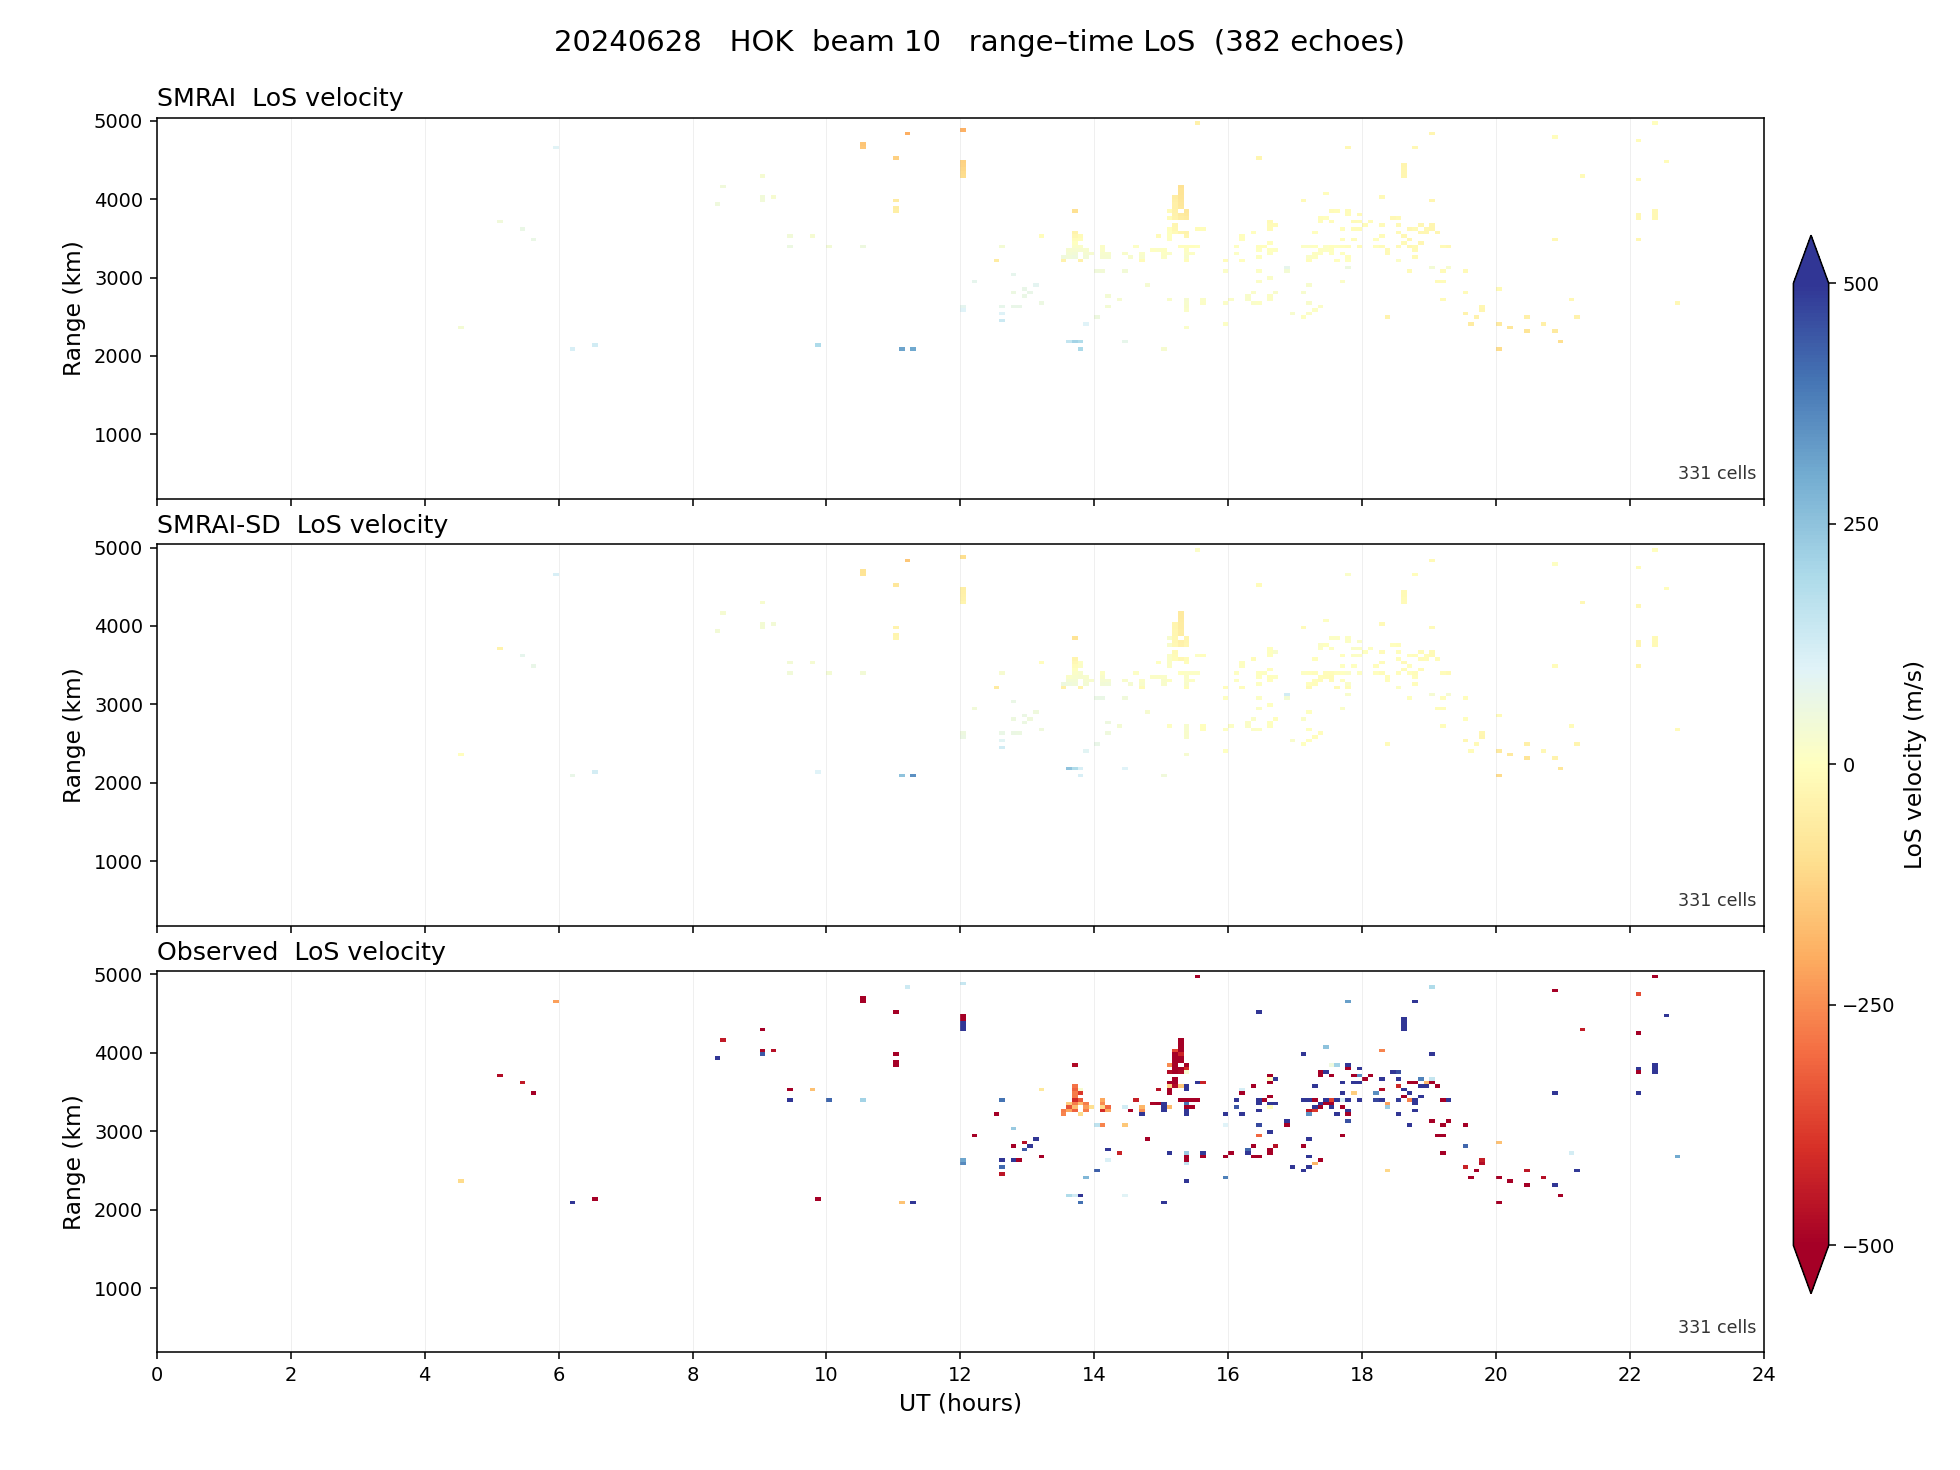 20240628   HOK  beam 10   range–time LoS  (382 echoes)
SMRAI  LoS velocity
5000
4000
3000
2000
1000
Range (km)
331 cells
SMRAI-SD  LoS velocity
5000
4000
3000
2000
1000
Range (km)
331 cells
Observed  LoS velocity
5000
4000
3000
2000
1000
Range (km)
331 cells
0 2 4 6 8 10 12 14 16 18 20 22 24
UT (hours)
500
250
0
−250
−500
LoS velocity (m/s)